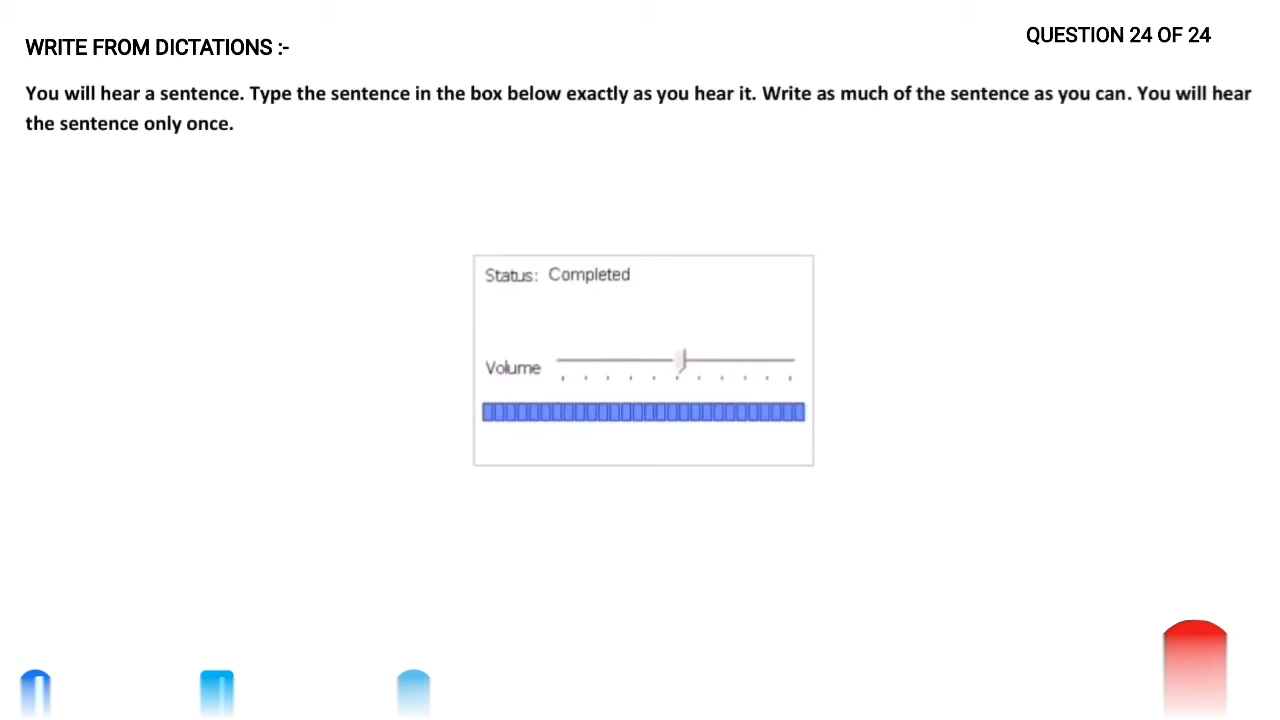 WRITE FROM DICTATIONS :-
QUESTION 24 OF 24
You will hear a sentence. Type the sentence in the box below exactly as you hear it. Write as much of the sentence as you can. You will hear
the sentence only once.
Status: Completed
Volume